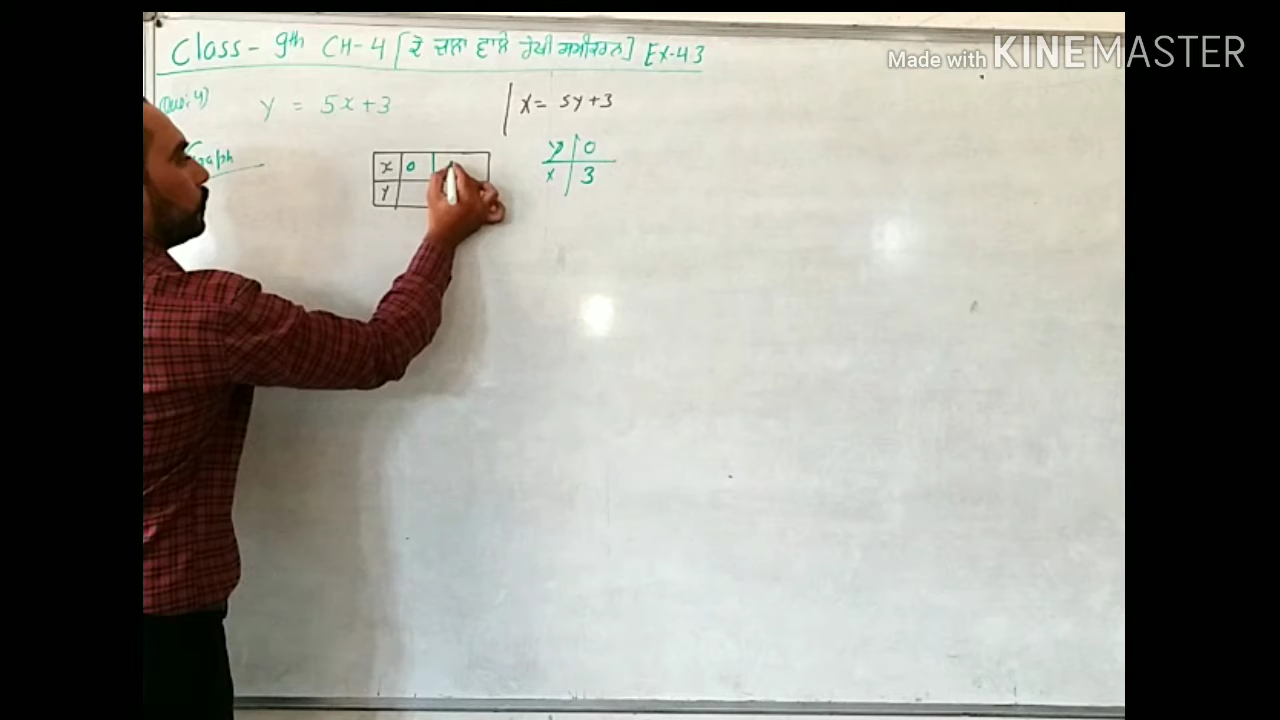 Made with KINEMASTER
Class - 9th CH-4 [ਦੋ ਚਲਾਂ ਵਾਲੇ ਰੇਖੀ ਸਮੀਕਰਨ] EX-4.3
Que: 4) y = 5x+3 | x = 5y+3
Graph
x 0
y
y 0
x 3